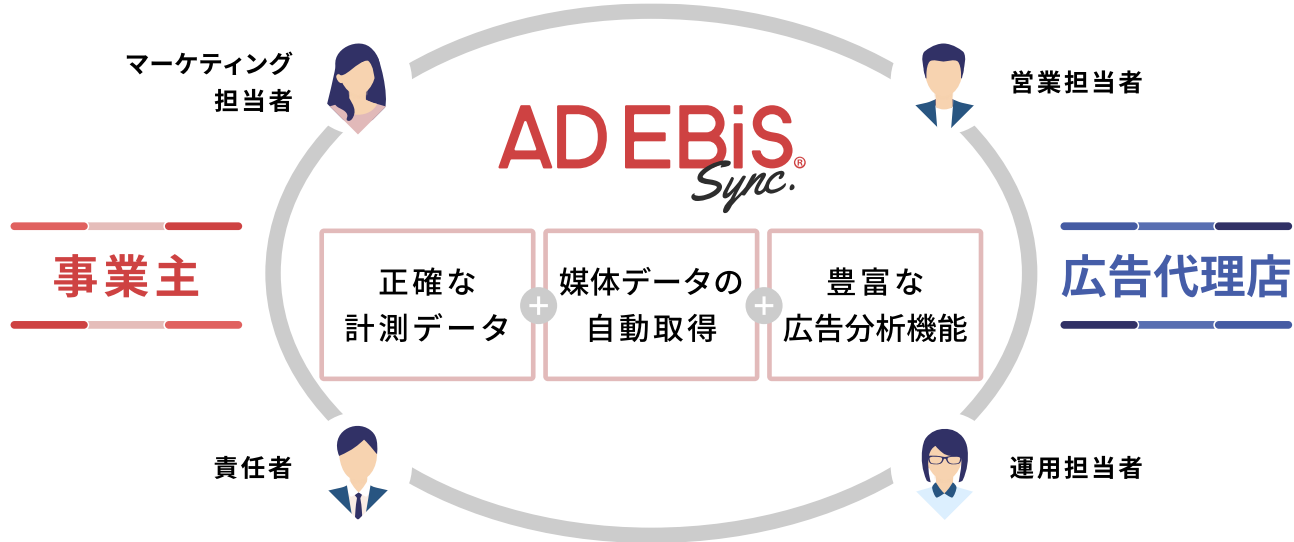 マーケティング
担当者
営業担当者
AD EBiS®
Sync.
事業主
正確な
計測データ
+
媒体データの
自動取得
+
豊富な
広告分析機能
広告代理店
責任者
運用担当者